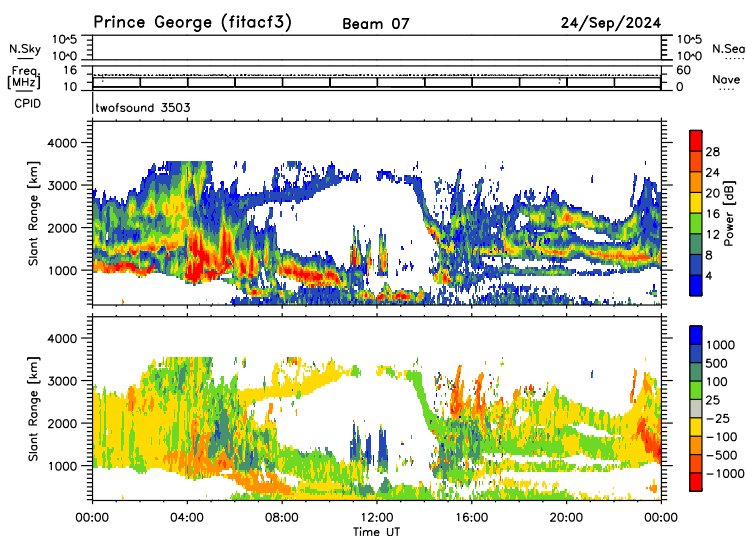 Prince George (fitacf3) Beam 07 24/Sep/2024
10^5 10^5
N.Sky N.Sea
10^0 10^0
Freq. 16 60
[MHz] Nave
10 0
CPID twofsound 3503
4000
3000
2000
1000
Slant Range [km]
28
24
20
16
12
8
4
Power [dB]
4000
3000
2000
1000
Slant Range [km]
1000
500
100
25
-25
-100
-500
-1000
00:00 04:00 08:00 12:00 16:00 20:00 00:00
Time UT